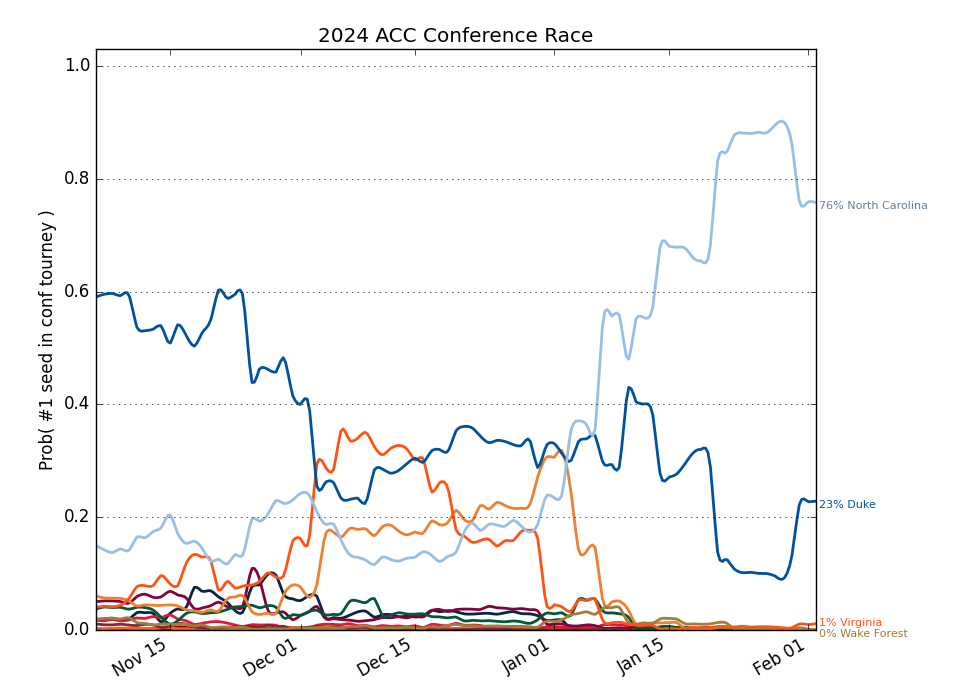 2024 ACC Conference Race
Prob( #1 seed in conf tourney )
1.0
0.8
0.6
0.4
0.2
0.0
76% North Carolina
23% Duke
1% Virginia
0% Wake Forest
Nov 15
Dec 01
Dec 15
Jan 01
Jan 15
Feb 01